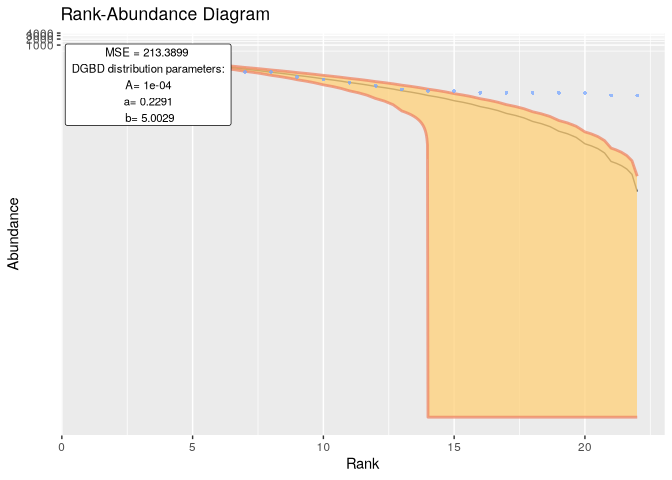 Rank-Abundance Diagram
4000
1000
MSE = 213.3899
DGBD distribution parameters:
A= 1e-04
a= 0.2291
b= 5.0029
Abundance
0 5 10 15 20
Rank